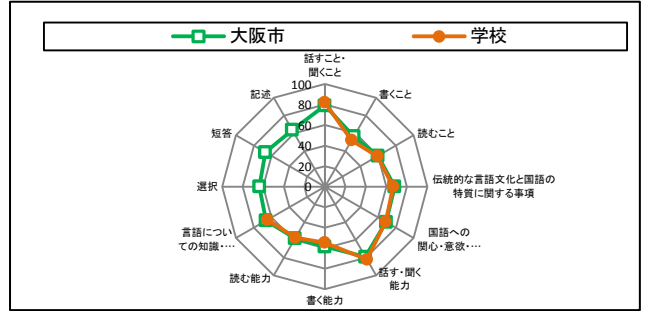 大阪市
学校
話すこと・
聞くこと
書くこと
読むこと
伝統的な言語文化と国語の
特質に関する事項
国語への
関心・意欲・…
話す・聞く
能力
書く能力
読む能力
言語につい
ての知識・…
選択
短答
記述
100
80
60
40
20
0